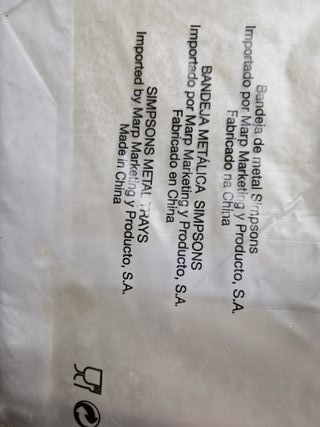 Bandeja de metal Simpsons
Importado por Marp Marketing y Producto, S.A.
Fabricado na China
BANDEJA METÁLICA SIMPSONS
Importado por Marp Marketing y Producto, S.A.
Fabricado en China
SIMPSONS METAL TRAYS
Imported by Marp Marketing y Producto, S.A.
Made in China